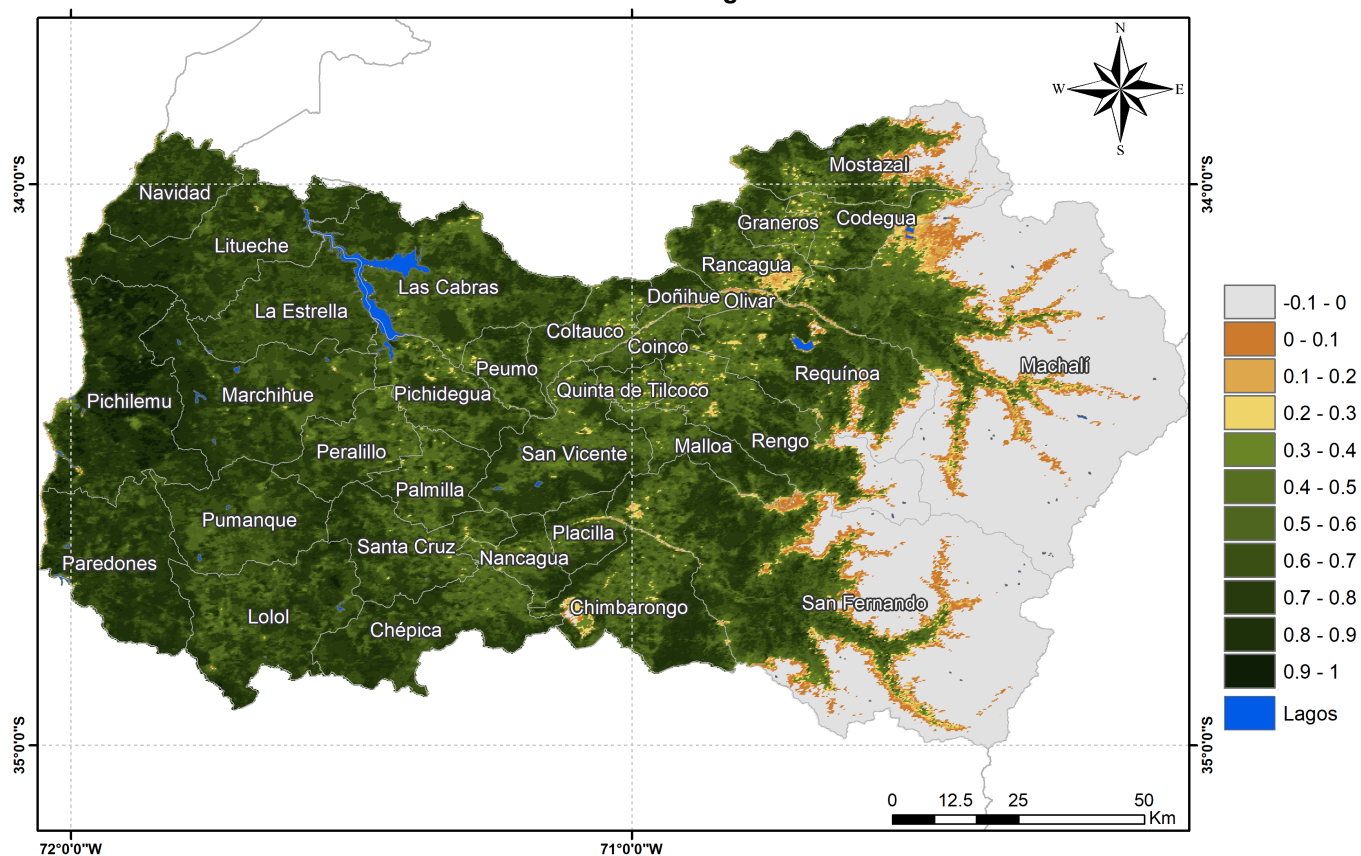 N
W E
S
34°0'0"S
34°0'0"S
Mostazal
Navidad
Graneros
Codegua
Litueche
Rancagua
Las Cabras
Doñihue
Olivar
La Estrella
Coltauco
Coinco
Machalí
Peumo
Requínoa
Pichilemu
Marchihue
Pichidegua
Quinta de Tilcoco
Peralillo
San Vicente
Malloa
Rengo
Palmilla
Pumanque
Placilla
Santa Cruz
Nancagua
Paredones
Chimbarongo
San Fernando
Lolol
Chépica
-0.1 - 0
0 - 0.1
0.1 - 0.2
0.2 - 0.3
0.3 - 0.4
0.4 - 0.5
0.5 - 0.6
0.6 - 0.7
0.7 - 0.8
0.8 - 0.9
0.9 - 1
Lagos
35°0'0"S
35°0'0"S
0 12.5 25 50
Km
72°0'0"W
71°0'0"W